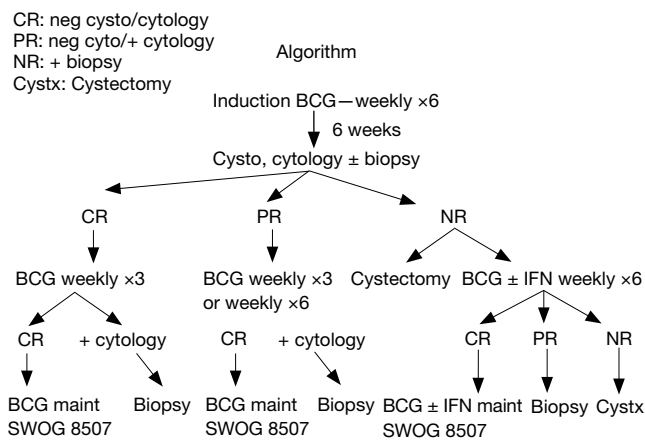 CR: neg cysto/cytology
PR: neg cyto/+ cytology
NR: + biopsy
Cystx: Cystectomy
Algorithm
Induction BCG—weekly ×6
6 weeks
Cysto, cytology ± biopsy
CR PR NR
BCG weekly ×3 BCG weekly ×3 Cystectomy BCG ± IFN weekly ×6
or weekly ×6
CR + cytology CR + cytology CR PR NR
BCG maint Biopsy BCG maint Biopsy BCG ± IFN maint Biopsy Cystx
SWOG 8507 SWOG 8507 SWOG 8507